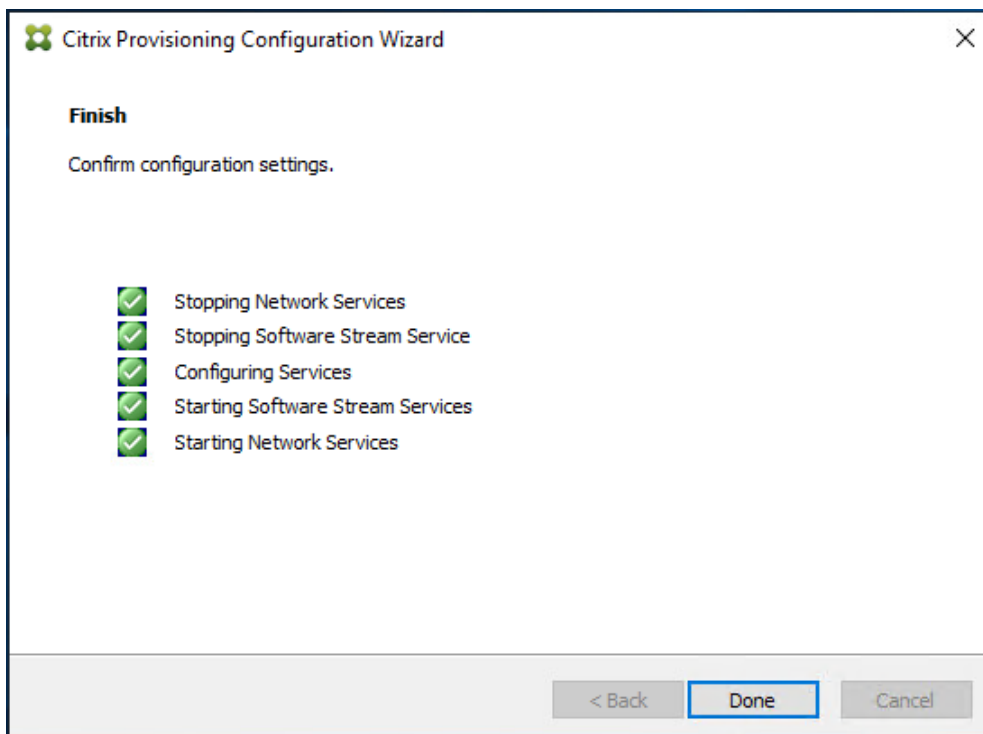 Citrix Provisioning Configuration Wizard
Finish
Confirm configuration settings.
Stopping Network Services
Stopping Software Stream Service
Configuring Services
Starting Software Stream Services
Starting Network Services
< Back Done Cancel